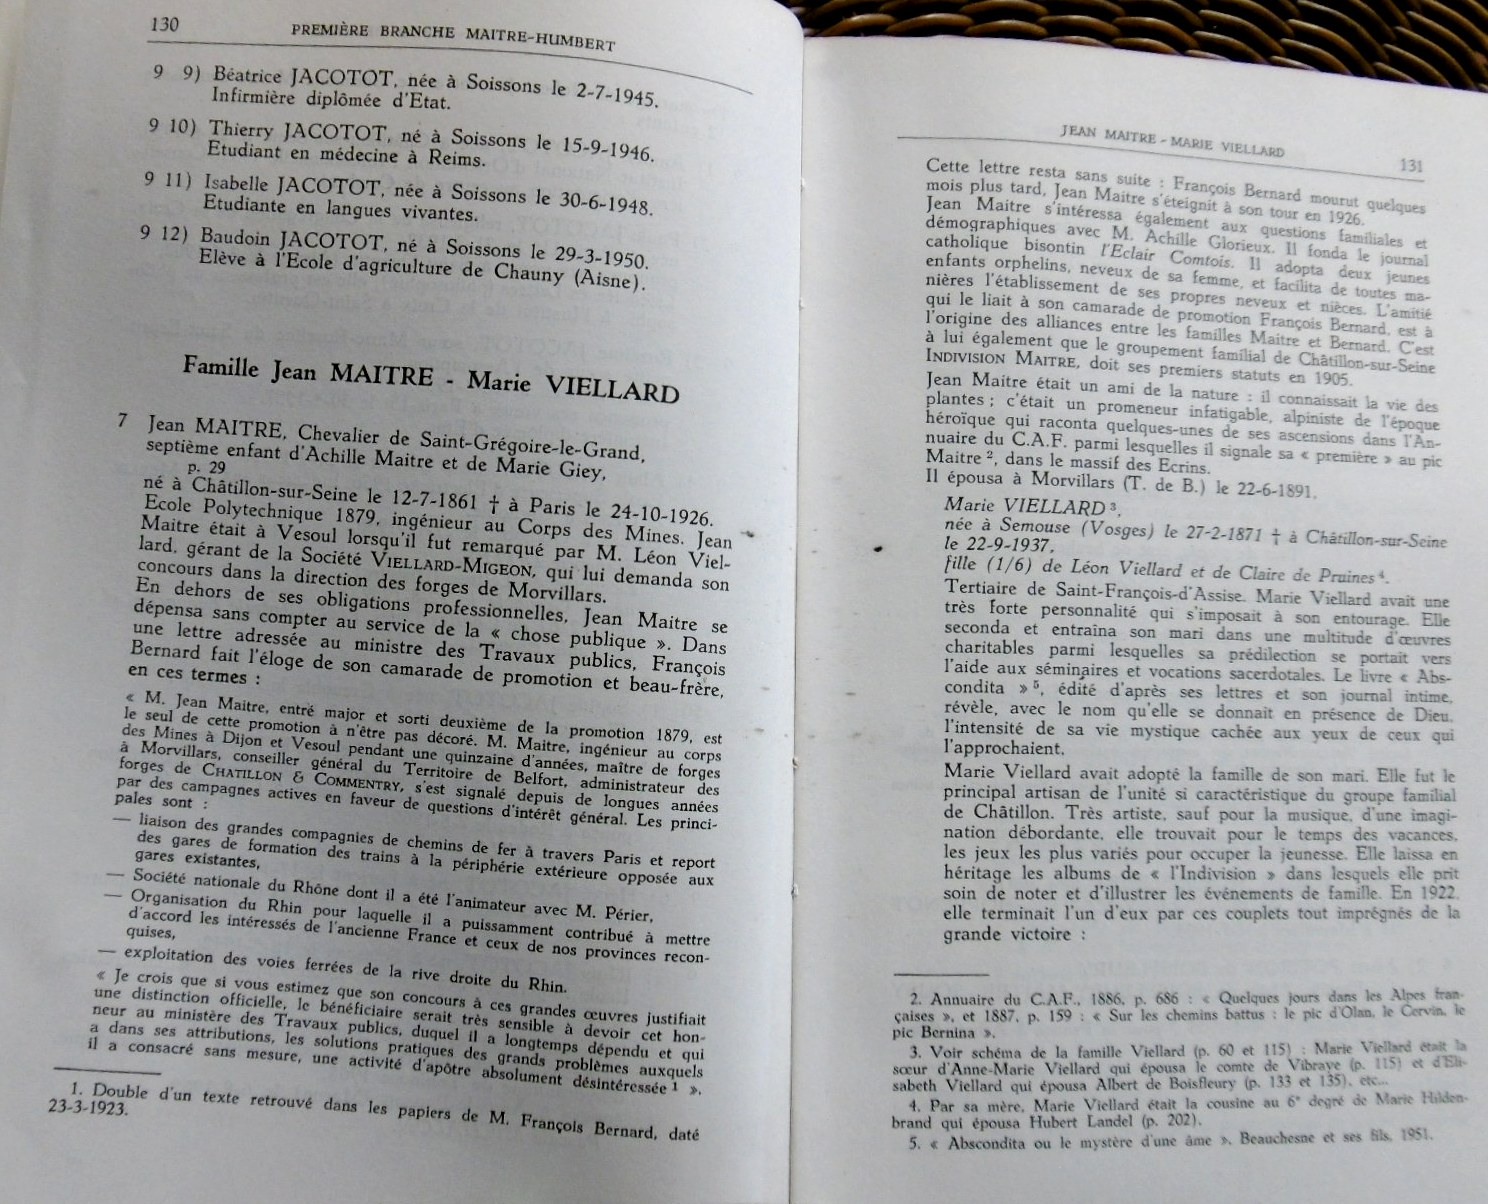 130
PREMIÈRE BRANCHE MAITRE-HUMBERT
9 9) Béatrice JACOTOT, née à Soissons le 2-7-1945.
Infirmière diplômée d'Etat.
9 10) Thierry JACOTOT, né à Soissons le 15-9-1946.
Etudiant en médecine à Reims.
9 11) Isabelle JACOTOT, née à Soissons le 30-6-1948.
Etudiante en langues vivantes.
9 12) Baudoin JACOTOT, né à Soissons le 29-3-1950.
Elève à l'Ecole d'agriculture de Chauny (Aisne).
Famille Jean MAITRE - Marie VIELLARD
7 Jean MAITRE, Chevalier de Saint-Grégoire-le-Grand,
septième enfant d'Achille Maitre et de Marie Giey,
p. 29
né à Châtillon-sur-Seine le 12-7-1861 † à Paris le 24-10-1926.
Ecole Polytechnique 1879, ingénieur au Corps des Mines. Jean
Maitre était à Vesoul lorsqu'il fut remarqué par M. Léon Viel-
lard, gérant de la Société VIELLARD-MIGEON, qui lui demanda son
concours dans la direction des forges de Morvillars.
En dehors de ses obligations professionnelles, Jean Maitre se
dépensa sans compter au service de la « chose publique ». Dans
une lettre adressée au ministre des Travaux publics, François
Bernard fait l'éloge de son camarade de promotion et beau-frère,
en ces termes :
« M. Jean Maitre, entré major et sorti deuxième de la promotion 1879, est
le seul de cette promotion à n'être pas décoré. M. Maitre, ingénieur au corps
des Mines à Dijon et Vesoul pendant une quinzaine d'années, maître de forges
à Morvillars, conseiller général du Territoire de Belfort, administrateur des
forges de CHATILLON & COMMENTRY, s'est signalé depuis de longues années
par des campagnes actives en faveur de questions d'intérêt général. Les princi-
pales sont :
— liaison des grandes compagnies de chemins de fer à travers Paris et report
des gares de formation des trains à la périphérie extérieure opposée aux
gares existantes,
— Société nationale du Rhône dont il a été l'animateur avec M. Périer,
— Organisation du Rhin pour laquelle il a puissamment contribué à mettre
d'accord les intéressés de l'ancienne France et ceux de nos provinces recon-
quises,
— exploitation des voies ferrées de la rive droite du Rhin.
« Je crois que si vous estimez que son concours à ces grandes œuvres justifiait
une distinction officielle, le bénéficiaire serait très sensible à devoir cet hon-
neur au ministère des Travaux publics, duquel il a longtemps dépendu et qui
a dans ses attributions, les solutions pratiques des grands problèmes auxquels
il a consacré sans mesure, une activité d'apôtre absolument désintéressée 1 ».
1. Double d'un texte retrouvé dans les papiers de M. François Bernard, daté
23-3-1923.
JEAN MAITRE - MARIE VIELLARD
131
Cette lettre resta sans suite : François Bernard mourut quelques
mois plus tard, Jean Maitre s'éteignit à son tour en 1926.
Jean Maitre s'intéressa également aux questions familiales et
démographiques avec M. Achille Glorieux. Il fonda le journal
catholique bisontin l'Eclair Comtois. Il adopta deux jeunes
enfants orphelins, neveux de sa femme, et facilita de toutes ma-
nières l'établissement de ses propres neveux et nièces. L'amitié
qui le liait à son camarade de promotion François Bernard, est à
l'origine des alliances entre les familles Maitre et Bernard. C'est
à lui également que le groupement familial de Châtillon-sur-Seine
INDIVISION MAITRE, doit ses premiers statuts en 1905.
Jean Maitre était un ami de la nature : il connaissait la vie des
plantes ; c'était un promeneur infatigable, alpiniste de l'époque
héroïque qui raconta quelques-unes de ses ascensions dans l'An-
nuaire du C.A.F. parmi lesquelles il signale sa « première » au pic
Maitre 2, dans le massif des Ecrins.
Il épousa à Morvillars (T. de B.) le 22-6-1891,
Marie VIELLARD 3,
née à Semouse (Vosges) le 27-2-1871 † à Châtillon-sur-Seine
le 22-9-1937,
fille (1/6) de Léon Viellard et de Claire de Pruines 4.
Tertiaire de Saint-François-d'Assise. Marie Viellard avait une
très forte personnalité qui s'imposait à son entourage. Elle
seconda et entraîna son mari dans une multitude d'œuvres
charitables parmi lesquelles sa prédilection se portait vers
l'aide aux séminaires et vocations sacerdotales. Le livre « Abs-
condita » 5, édité d'après ses lettres et son journal intime,
révèle, avec le nom qu'elle se donnait en présence de Dieu,
l'intensité de sa vie mystique cachée aux yeux de ceux qui
l'approchaient.
Marie Viellard avait adopté la famille de son mari. Elle fut le
principal artisan de l'unité si caractéristique du groupe familial
de Châtillon. Très artiste, sauf pour la musique, d'une imagi-
nation débordante, elle trouvait pour le temps des vacances,
les jeux les plus variés pour occuper la jeunesse. Elle laissa en
héritage les albums de « l'Indivision » dans lesquels elle prit
soin de noter et d'illustrer les événements de famille. En 1922,
elle terminait l'un d'eux par ces couplets tout imprégnés de la
grande victoire :
2. Annuaire du C.A.F., 1886, p. 686 : « Quelques jours dans les Alpes fran-
çaises », et 1887, p. 159 : « Sur les chemins battus : le pic d'Olan, le Cervin, le
pic Bernina ».
3. Voir schéma de la famille Viellard (p. 60 et 115) : Marie Viellard était la
sœur d'Anne-Marie Viellard qui épousa le comte de Vibraye (p. 115) et d'Eli-
sabeth Viellard qui épousa Albert de Boisfleury (p. 133 et 135), etc...
4. Par sa mère, Marie Viellard était la cousine au 6e degré de Marie Hilden-
brand qui épousa Hubert Landel (p. 202).
5. « Abscondita ou le mystère d'une âme ». Beauchesne et ses fils, 1951.